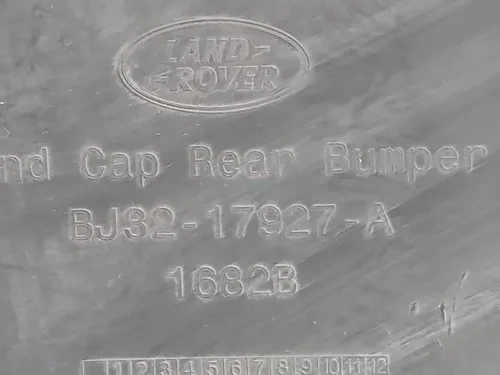 LAND-
ROVER
nd Cap Rear Bumper
BJ32-17927-A
1682B
1 2 3 4 5 6 7 8 9 10 11 12